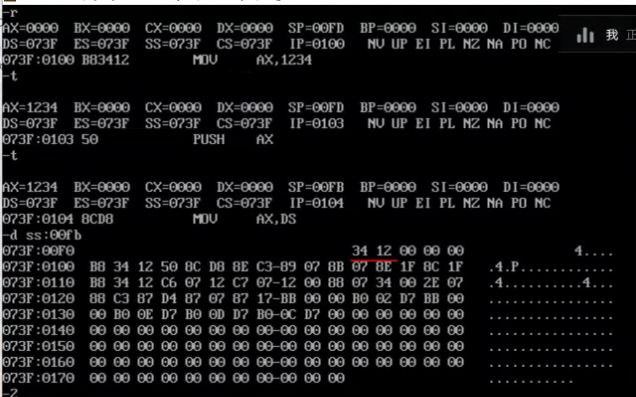 -r
AX=0000 BX=0000 CX=0000 DX=0000 SP=00FD BP=0000 SI=0000 DI=0000
DS=073F ES=073F SS=073F CS=073F IP=0100 NV UP EI PL NZ NA PO NC
073F:0100 B83412 MOV AX,1234
-t
AX=1234 BX=0000 CX=0000 DX=0000 SP=00FD BP=0000 SI=0000 DI=0000
DS=073F ES=073F SS=073F CS=073F IP=0103 NV UP EI PL NZ NA PO NC
073F:0103 50 PUSH AX
-t
AX=1234 BX=0000 CX=0000 DX=0000 SP=00FB BP=0000 SI=0000 DI=0000
DS=073F ES=073F SS=073F CS=073F IP=0104 NV UP EI PL NZ NA PO NC
073F:0104 8CD8 MOV AX,DS
-d ss:00fb
073F:00F0 34 12 00 00 00 4....
073F:0100 B8 34 12 50 8C D8 8E C3-89 07 8B 07 8E 1F 8C 1F .4.P............
073F:0110 B8 34 12 C6 07 12 C7 07-12 00 88 07 34 00 2E 07 .4..........4...
073F:0120 88 C3 87 D4 87 07 87 17-BB 00 00 B0 02 D7 BB 00 ................
073F:0130 00 B0 0E D7 B0 0D D7 B0-0C D7 00 00 00 00 00 00 ................
073F:0140 00 00 00 00 00 00 00 00-00 00 00 00 00 00 00 00 ................
073F:0150 00 00 00 00 00 00 00 00-00 00 00 00 00 00 00 00 ................
073F:0160 00 00 00 00 00 00 00 00-00 00 00 00 00 00 00 00 ................
073F:0170 00 00 00 00 00 00 00 00-00 00 00 ...........
我 正